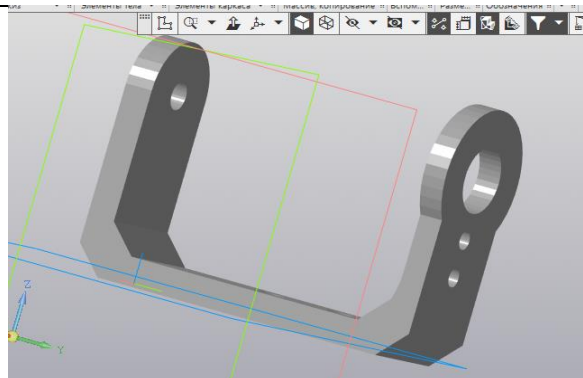 Элементы тела
Элементы каркаса
Массив, копирование
Вспом...
Разме...
Обозначения
Z
Y